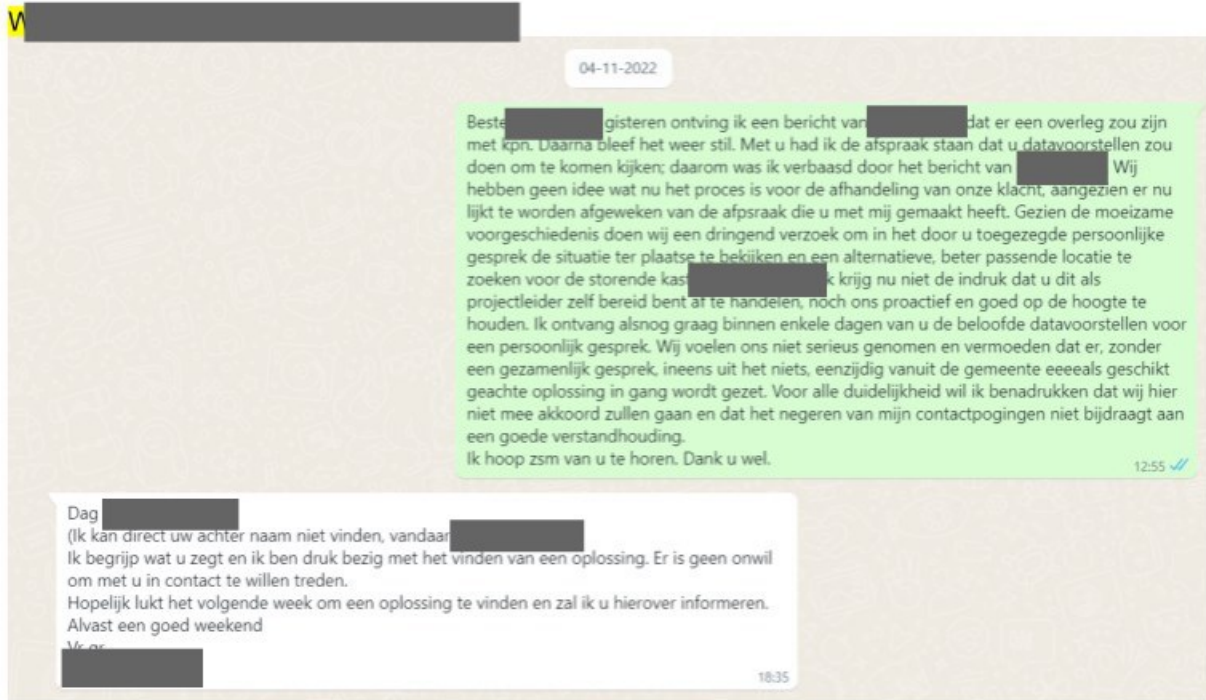 W
04-11-2022
Beste gisteren ontving ik een bericht van dat er een overleg zou zijn
met kpn. Daarna bleef het weer stil. Met u had ik de afspraak staan dat u datavoorstellen zou
doen om te komen kijken; daarom was ik verbaasd door het bericht van Wij
hebben geen idee wat nu het proces is voor de afhandeling van onze klacht, aangezien er nu
lijkt te worden afgeweken van de afpsraak die u met mij gemaakt heeft. Gezien de moeizame
voorgeschiedenis doen wij een dringend verzoek om in het door u toegezegde persoonlijke
gesprek de situatie ter plaatse te bekijken en een alternatieve, beter passende locatie te
zoeken voor de storende kast k krijg nu niet de indruk dat u dit als
projectleider zelf bereid bent af te handelen, noch ons proactief en goed op de hoogte te
houden. Ik ontvang alsnog graag binnen enkele dagen van u de beloofde datavoorstellen voor
een persoonlijk gesprek. Wij voelen ons niet serieus genomen en vermoeden dat er, zonder
een gezamenlijk gesprek, ineens uit het niets, eenzijdig vanuit de gemeente eeeeals geschikt
geachte oplossing in gang wordt gezet. Voor alle duidelijkheid wil ik benadrukken dat wij hier
niet mee akkoord zullen gaan en dat het negeren van mijn contactpogingen niet bijdraagt aan
een goede verstandhouding.
Ik hoop zsm van u te horen. Dank u wel.
12:55
Dag
(Ik kan direct uw achter naam niet vinden, vandaar
Ik begrijp wat u zegt en ik ben druk bezig met het vinden van een oplossing. Er is geen onwil
om met u in contact te willen treden.
Hopelijk lukt het volgende week om een oplossing te vinden en zal ik u hierover informeren.
Alvast een goed weekend
Vr gr
18:35